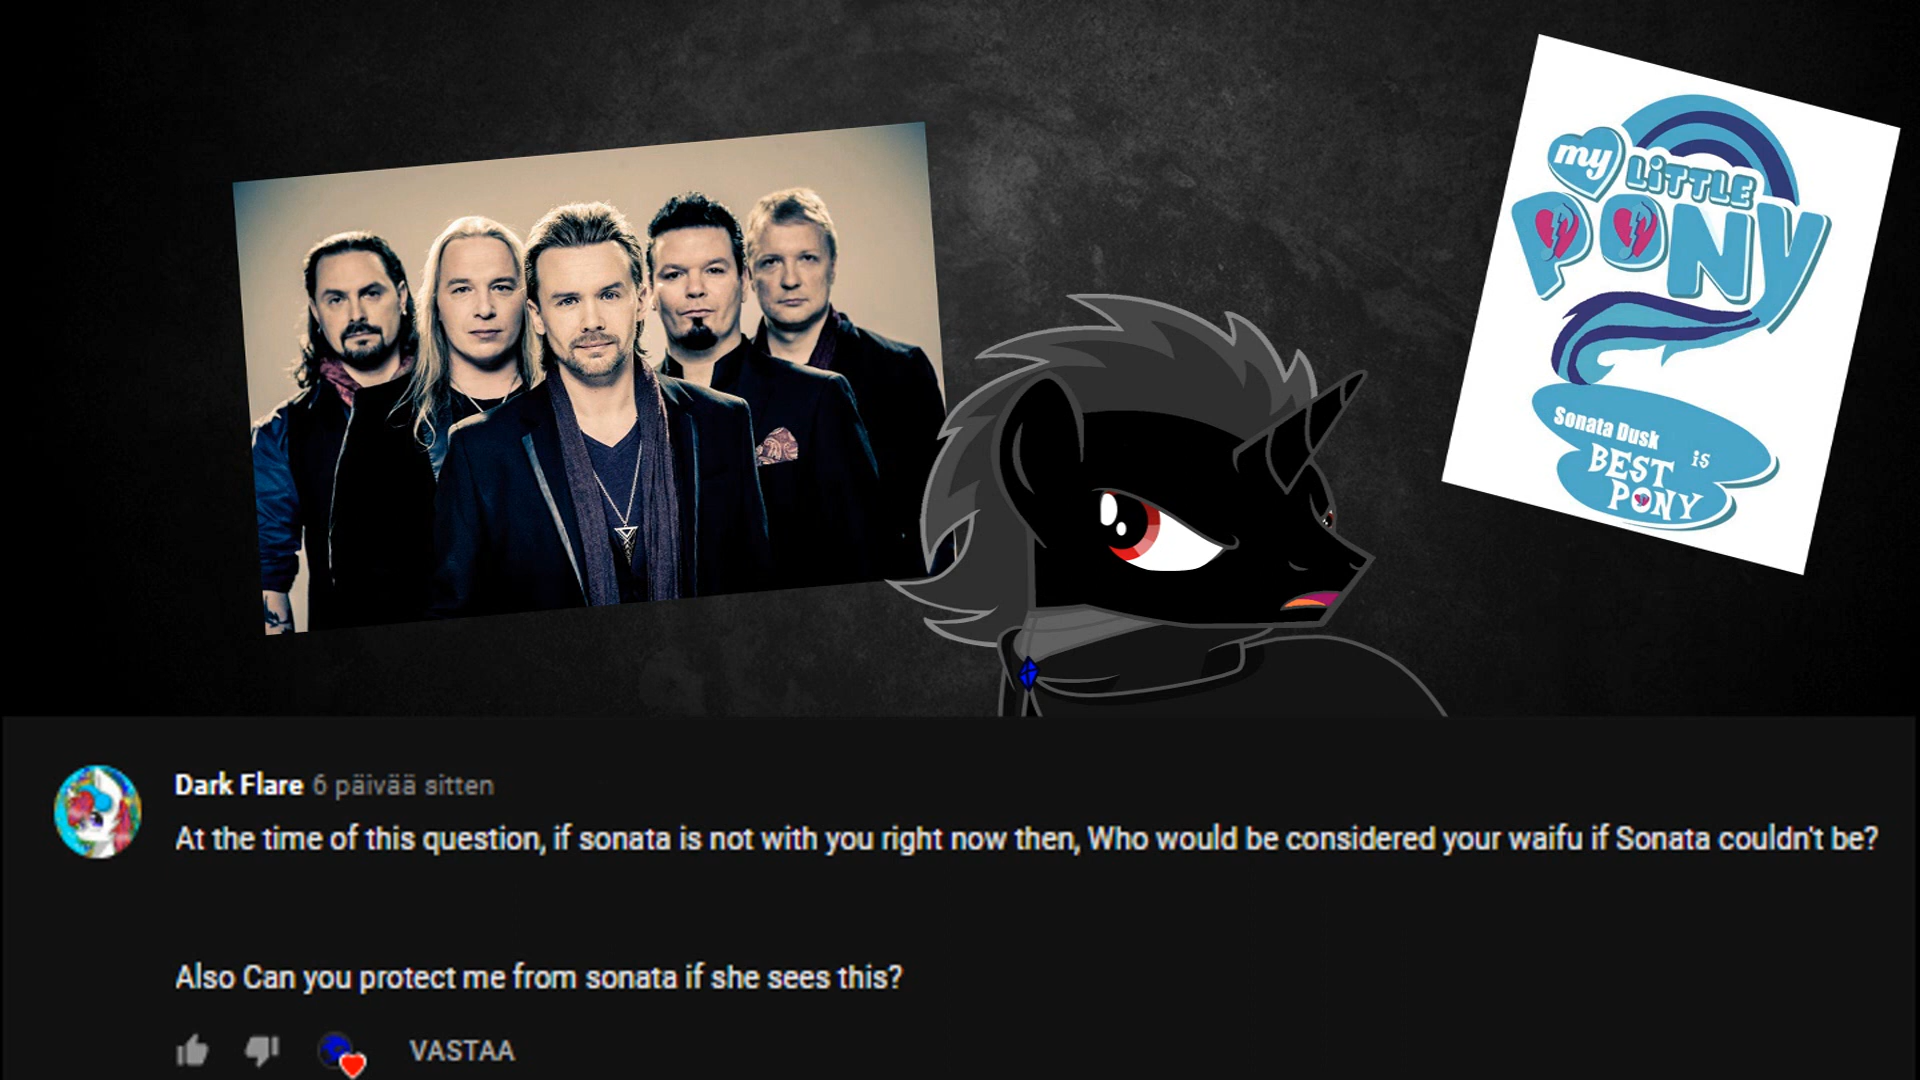 my
LiTTLE
PONY
Sonata Dusk
is
BEST
PONY
Dark Flare 6 päivää sitten
At the time of this question, if sonata is not with you right now then, Who would be considered your waifu if Sonata couldn't be?
Also Can you protect me from sonata if she sees this?
VASTAA